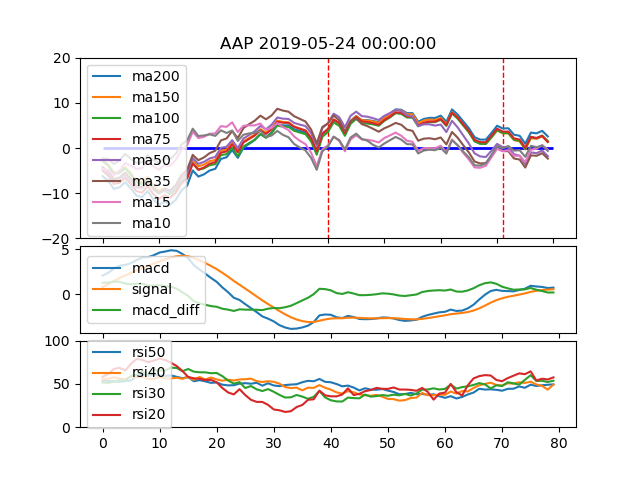 AAP 2019-05-24 00:00:00
20
10
0
−10
−20
ma200
ma150
ma100
ma75
ma50
ma35
ma15
ma10
5
0
macd
signal
macd_diff
100
50
0
rsi50
rsi40
rsi30
rsi20
0 10 20 30 40 50 60 70 80